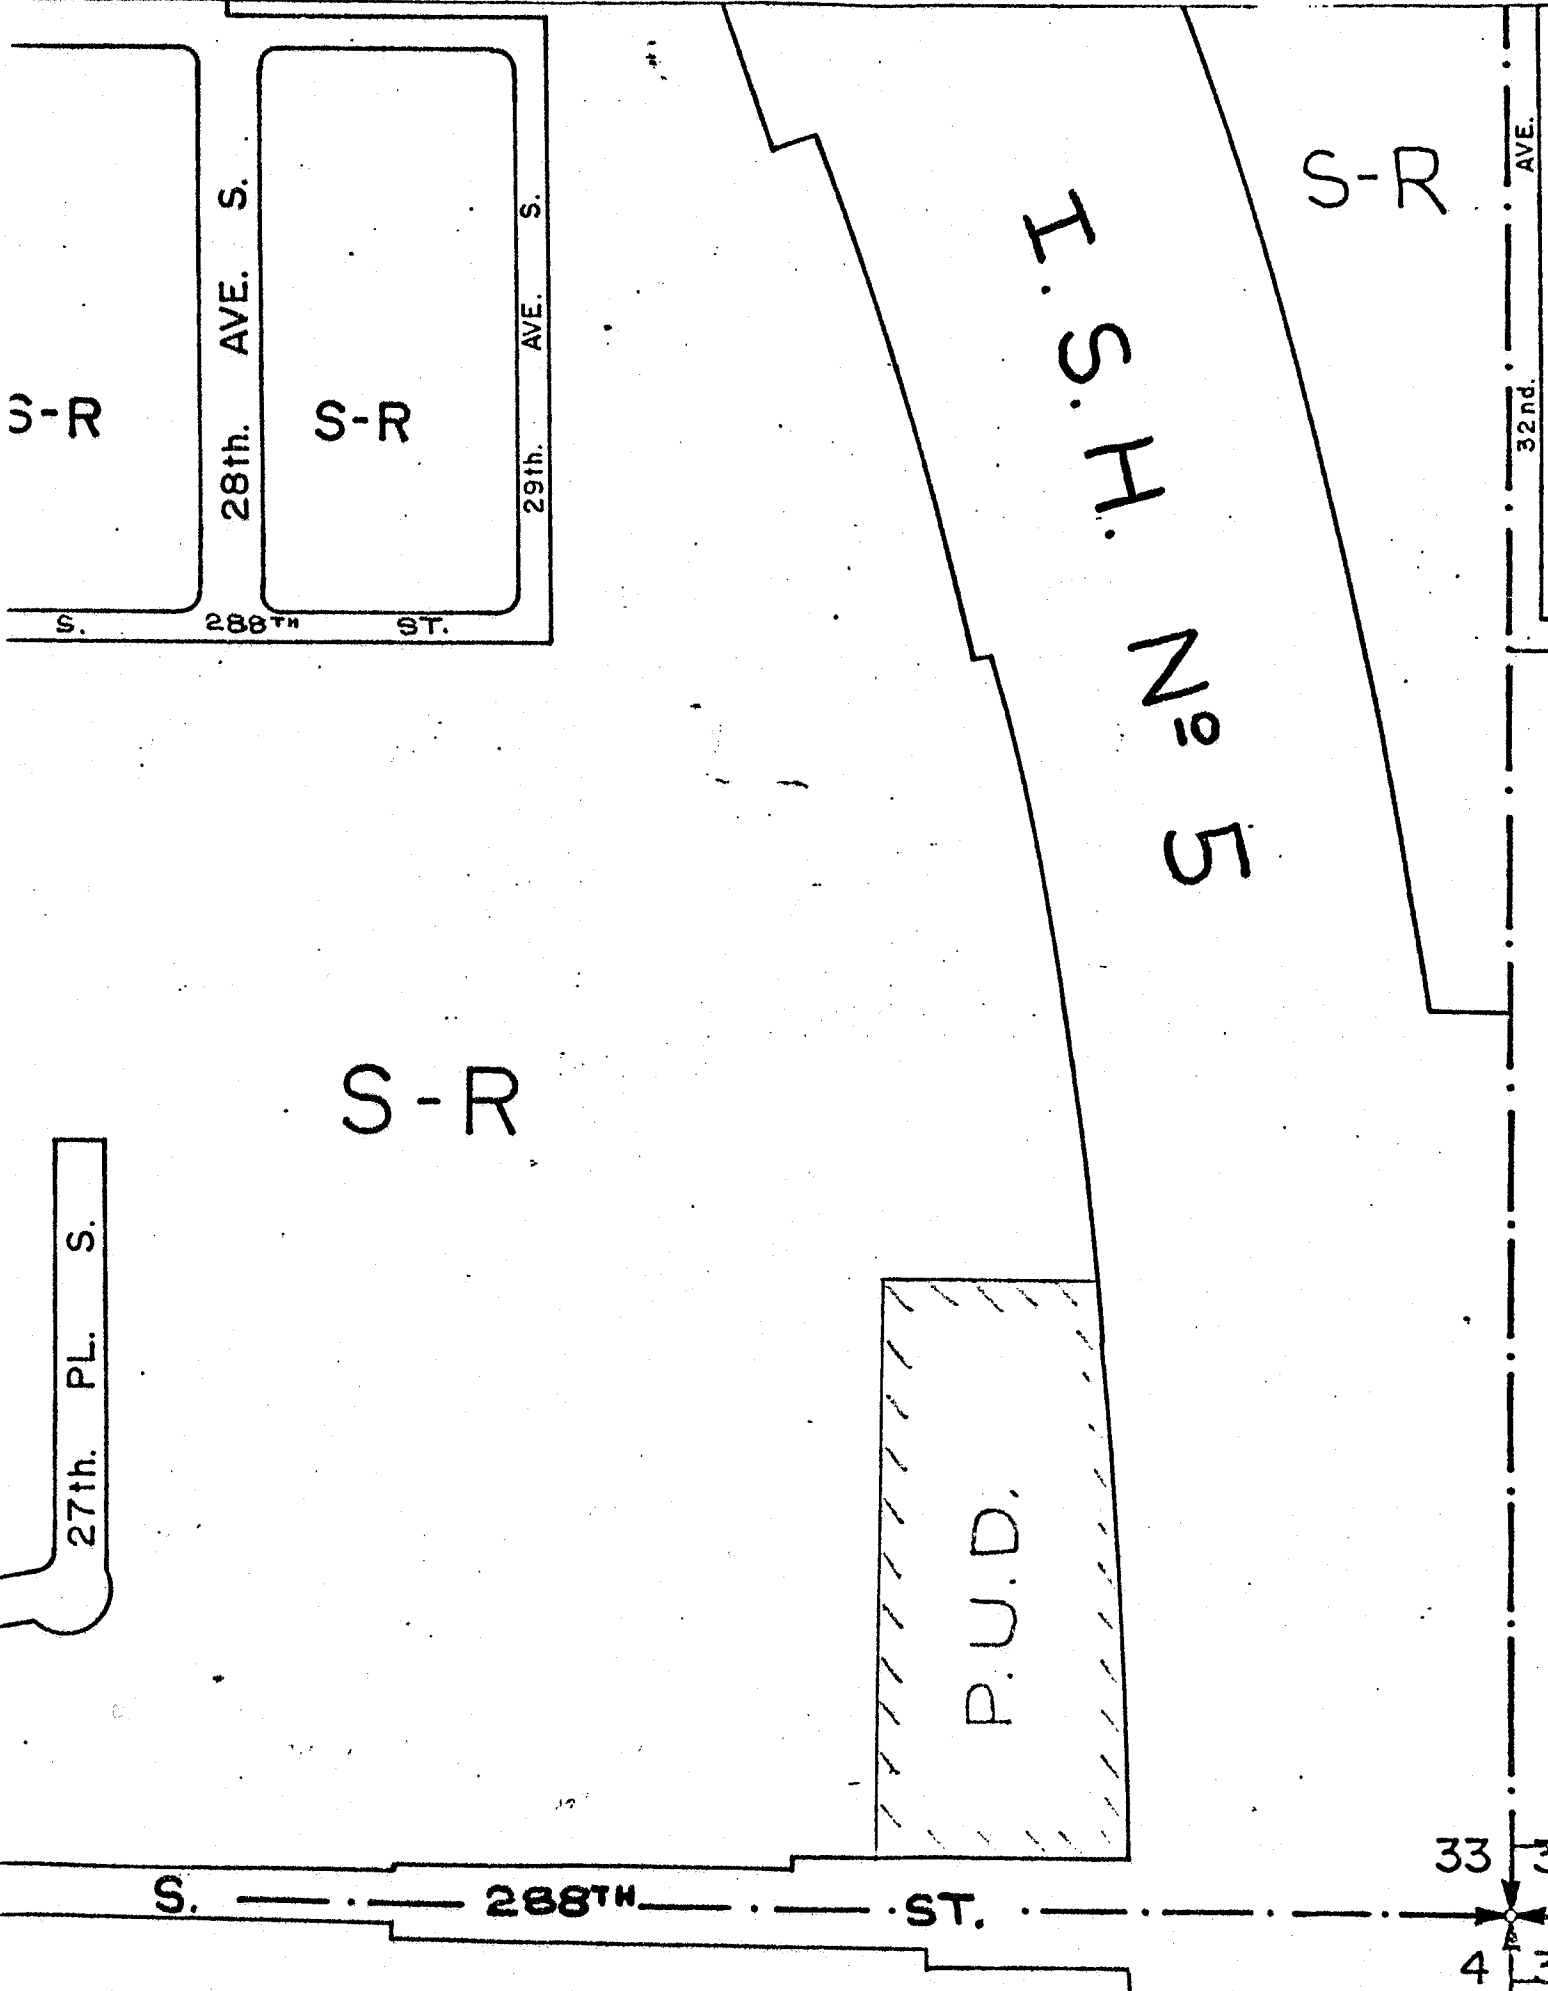 S-R
28th. AVE. S.
S-R
29th. AVE. S.
S. 288TH ST.
I.S.H. Nº 5
S-R
32nd. AVE.
S-R
27th. PL. S.
P.U.D.
S. 288TH ST.
33
4